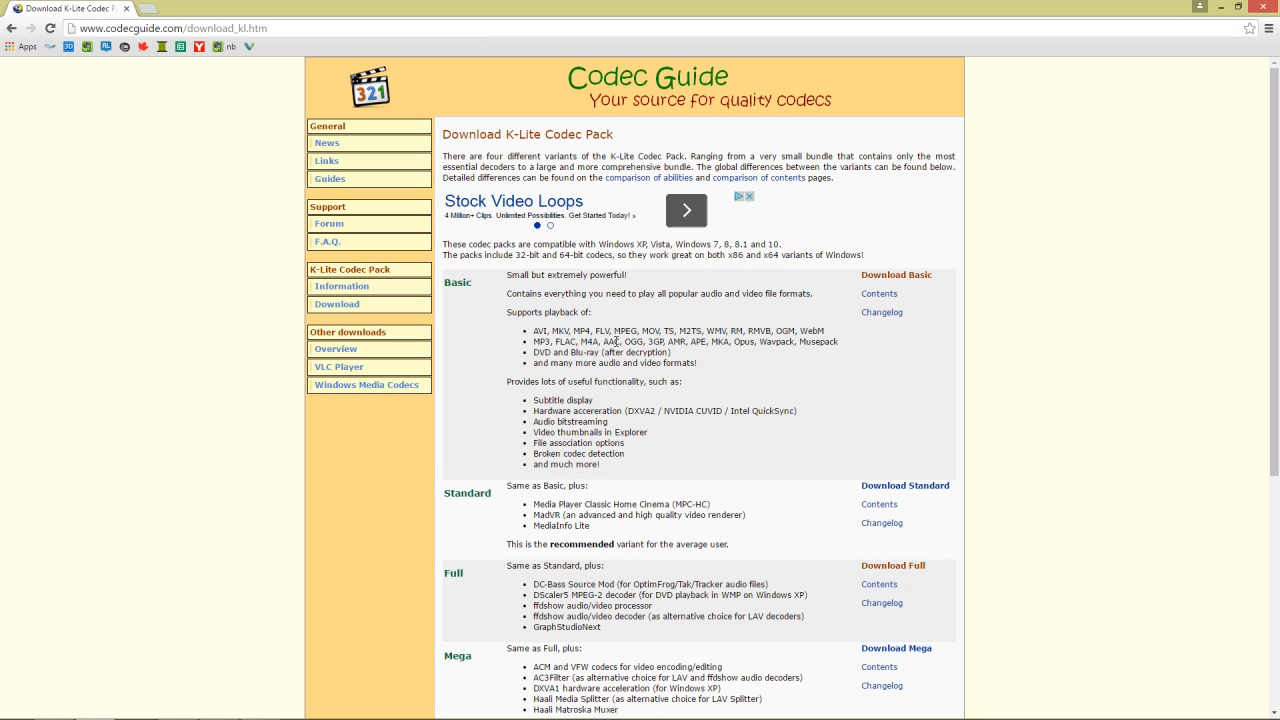 Download K-Lite Codec P
www.codecguide.com/download_kl.htm
Apps
nb
321
Codec Guide
Your source for quality codecs
General
News
Links
Guides
Support
Forum
F.A.Q.
K-Lite Codec Pack
Information
Download
Other downloads
Overview
VLC Player
Windows Media Codecs
Download K-Lite Codec Pack
There are four different variants of the K-Lite Codec Pack. Ranging from a very small bundle that contains only the most
essential decoders to a large and more comprehensive bundle. The global differences between the variants can be found below.
Detailed differences can be found on the comparison of abilities and comparison of contents pages.
Stock Video Loops
4 Million+ Clips. Unlimited Possibilities. Get Started Today! »
These codec packs are compatible with Windows XP, Vista, Windows 7, 8, 8.1 and 10.
The packs include 32-bit and 64-bit codecs, so they work great on both x86 and x64 variants of Windows!
Basic
Small but extremely powerful!
Download Basic
Contains everything you need to play all popular audio and video file formats.
Contents
Supports playback of:
Changelog
• AVI, MKV, MP4, FLV, MPEG, MOV, TS, M2TS, WMV, RM, RMVB, OGM, WebM
• MP3, FLAC, M4A, AAC, OGG, 3GP, AMR, APE, MKA, Opus, Wavpack, Musepack
• DVD and Blu-ray (after decryption)
• and many more audio and video formats!
Provides lots of useful functionality, such as:
• Subtitle display
• Hardware accereration (DXVA2 / NVIDIA CUVID / Intel QuickSync)
• Audio bitstreaming
• Video thumbnails in Explorer
• File association options
• Broken codec detection
• and much more!
Standard
Same as Basic, plus:
Download Standard
• Media Player Classic Home Cinema (MPC-HC)
Contents
• MadVR (an advanced and high quality video renderer)
• MediaInfo Lite
Changelog
This is the recommended variant for the average user.
Full
Same as Standard, plus:
Download Full
• DC-Bass Source Mod (for OptimFrog/Tak/Tracker audio files)
Contents
• DScaler5 MPEG-2 decoder (for DVD playback in WMP on Windows XP)
• ffdshow audio/video processor
Changelog
• ffdshow audio/video decoder (as alternative choice for LAV decoders)
• GraphStudioNext
Mega
Same as Full, plus:
Download Mega
• ACM and VFW codecs for video encoding/editing
Contents
• AC3Filter (as alternative choice for LAV and ffdshow audio decoders)
• DXVA1 hardware acceleration (for Windows XP)
Changelog
• Haali Media Splitter (as alternative choice for LAV Splitter)
• Haali Matroska Muxer